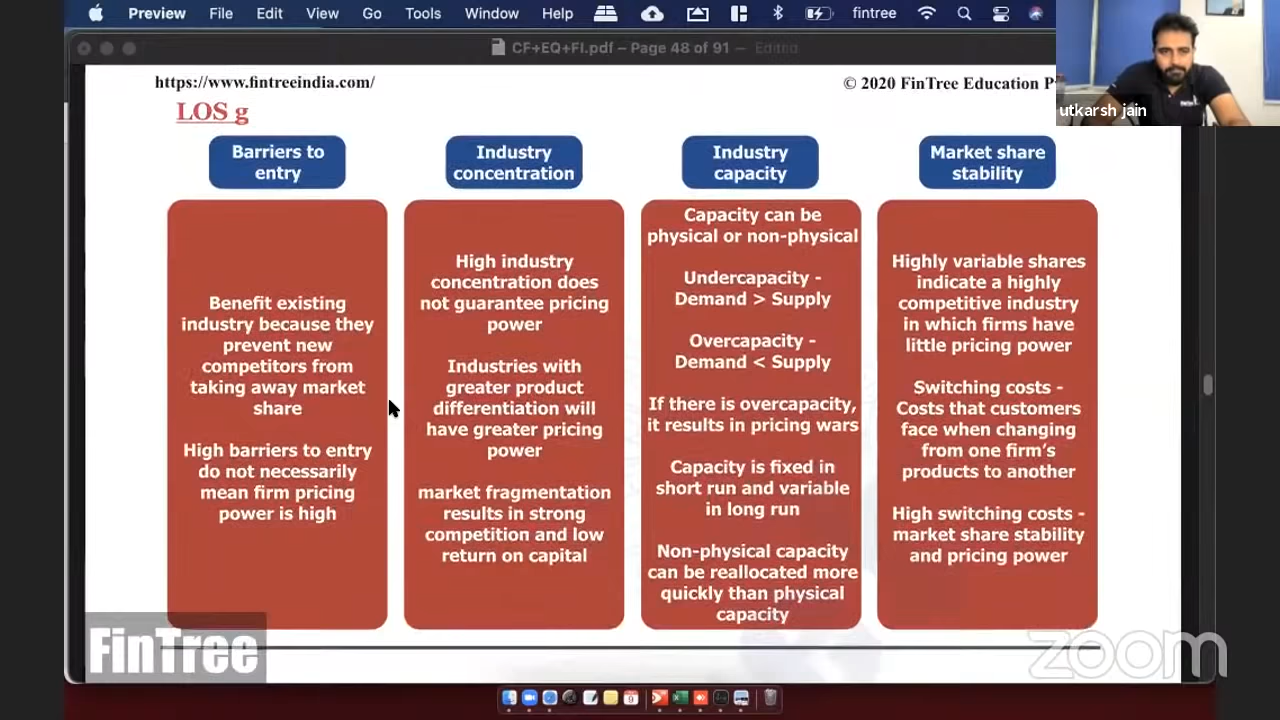 Preview File Edit View Go Tools Window Help fintree
CF+EQ+FI.pdf – Page 48 of 91 — Edited
utkarsh jain
https://www.fintreeindia.com/
© 2020 FinTree Education P
LOS g
Barriers to
entry
Benefit existing
industry because they
prevent new
competitors from
taking away market
share
High barriers to entry
do not necessarily
mean firm pricing
power is high
Industry
concentration
High industry
concentration does
not guarantee pricing
power
Industries with
greater product
differentiation will
have greater pricing
power
market fragmentation
results in strong
competition and low
return on capital
Industry
capacity
Capacity can be
physical or non-physical
Undercapacity -
Demand > Supply
Overcapacity -
Demand < Supply
If there is overcapacity,
it results in pricing wars
Capacity is fixed in
short run and variable
in long run
Non-physical capacity
can be reallocated more
quickly than physical
capacity
Market share
stability
Highly variable shares
indicate a highly
competitive industry
in which firms have
little pricing power
Switching costs -
Costs that customers
face when changing
from one firm's
products to another
High switching costs -
market share stability
and pricing power
FinTree
zoom